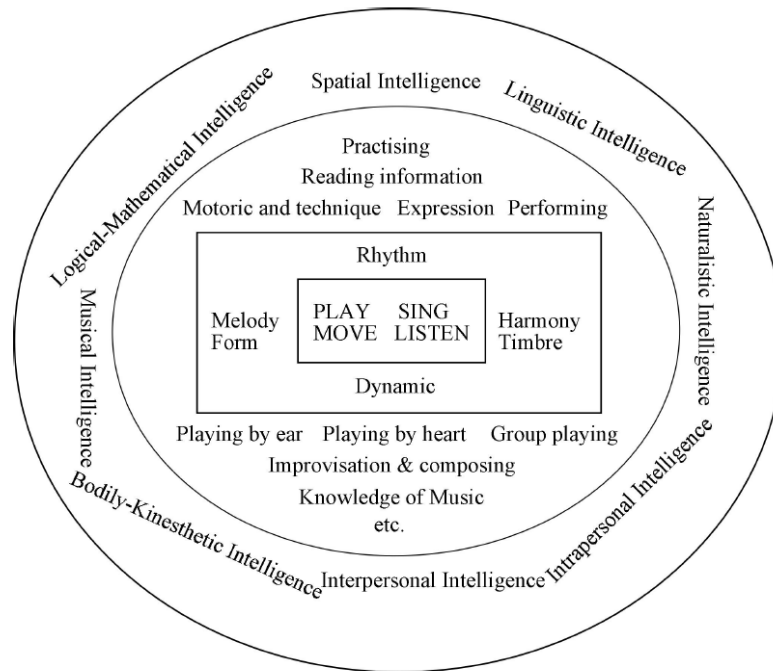 Spatial Intelligence
Linguistic Intelligence
Logical-Mathematical Intelligence
Naturalistic Intelligence
Musical Intelligence
Intrapersonal Intelligence
Bodily-Kinesthetic Intelligence
Interpersonal Intelligence
Practising
Reading information
Motoric and technique Expression Performing
Rhythm
Melody
Form
PLAY SING
MOVE LISTEN
Harmony
Timbre
Dynamic
Playing by ear Playing by heart Group playing
Improvisation & composing
Knowledge of Music
etc.